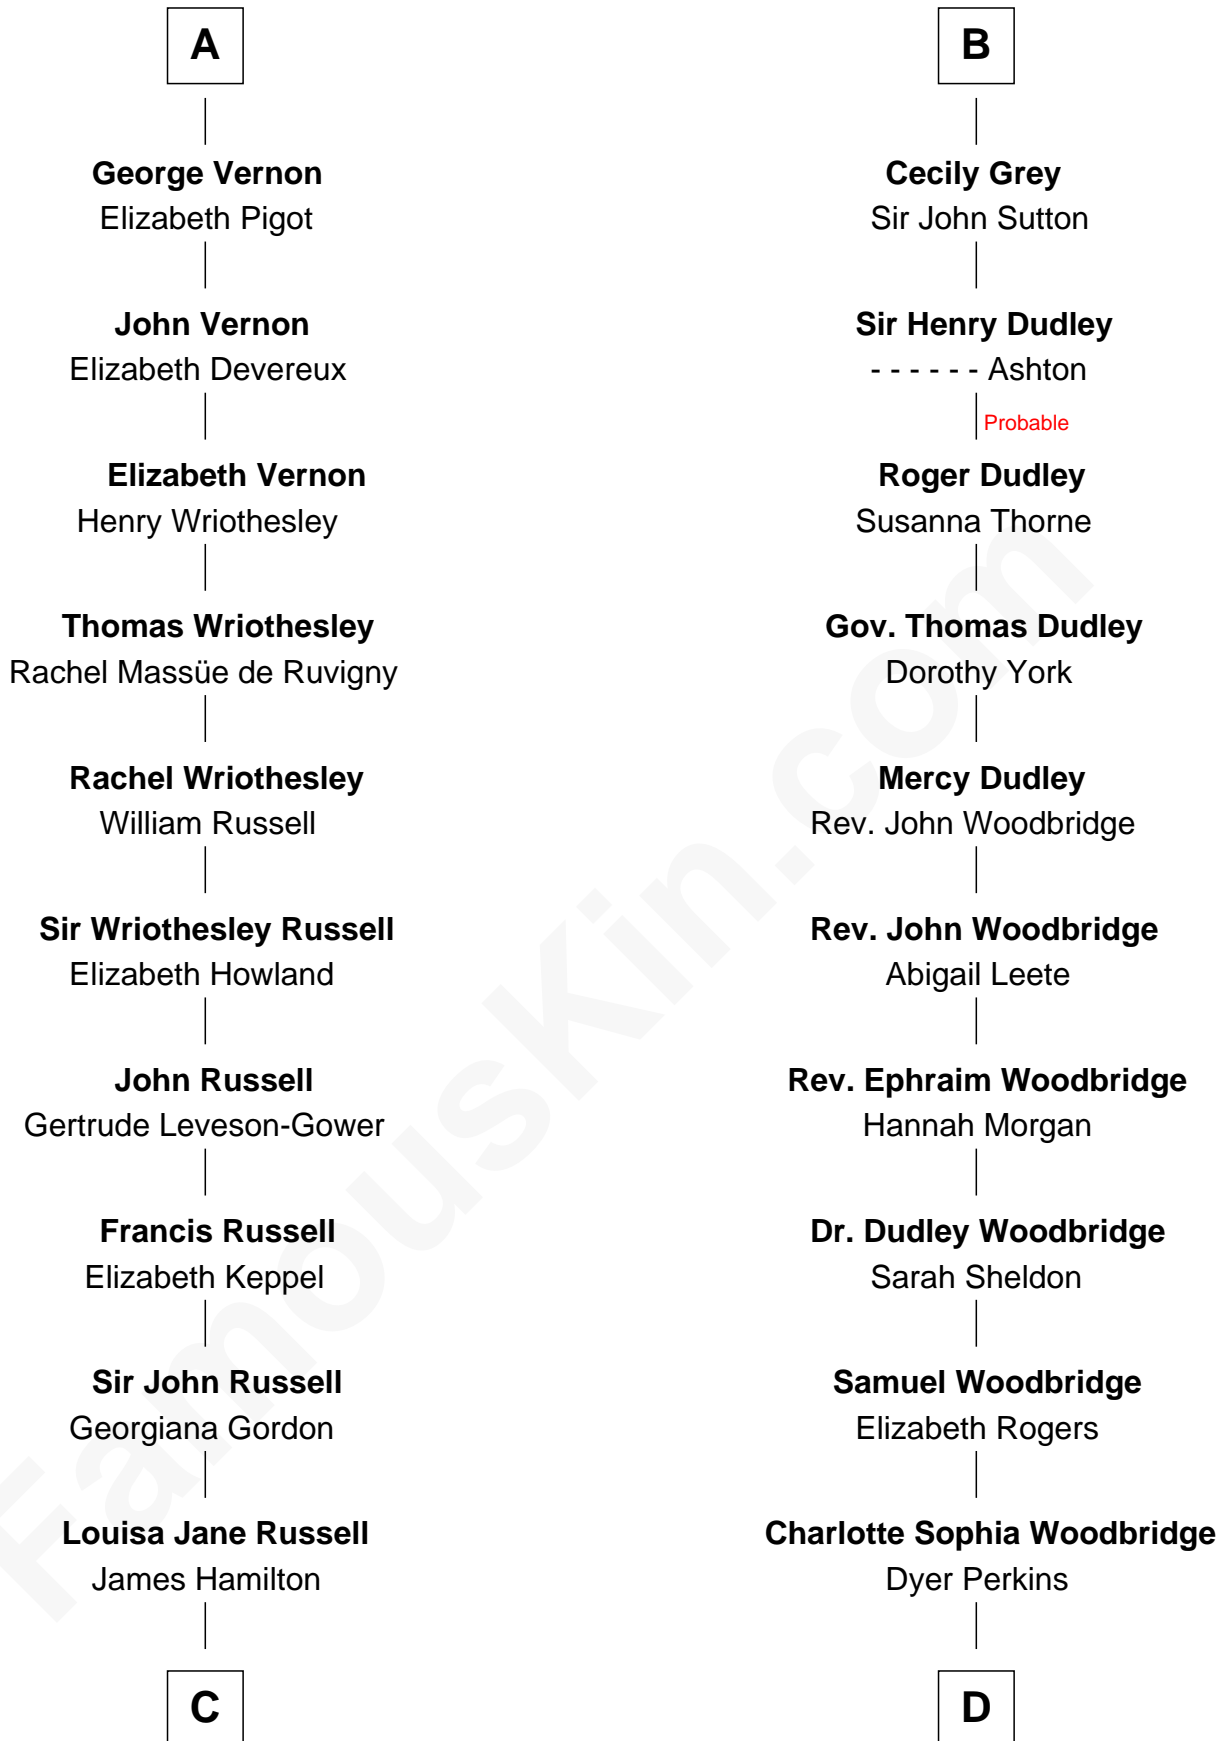 A
George Vernon
Elizabeth Pigot
John Vernon
Elizabeth Devereux
Elizabeth Vernon
Henry Wriothesley
Thomas Wriothesley
Rachel Massüe de Ruvigny
Rachel Wriothesley
William Russell
Sir Wriothesley Russell
Elizabeth Howland
John Russell
Gertrude Leveson-Gower
Francis Russell
Elizabeth Keppel
Sir John Russell
Georgiana Gordon
Louisa Jane Russell
James Hamilton
C
B
Cecily Grey
Sir John Sutton
Sir Henry Dudley
- - - - - - Ashton
Probable
Roger Dudley
Susanna Thorne
Gov. Thomas Dudley
Dorothy York
Mercy Dudley
Rev. John Woodbridge
Rev. John Woodbridge
Abigail Leete
Rev. Ephraim Woodbridge
Hannah Morgan
Dr. Dudley Woodbridge
Sarah Sheldon
Samuel Woodbridge
Elizabeth Rogers
Charlotte Sophia Woodbridge
Dyer Perkins
D
FamousKin.com